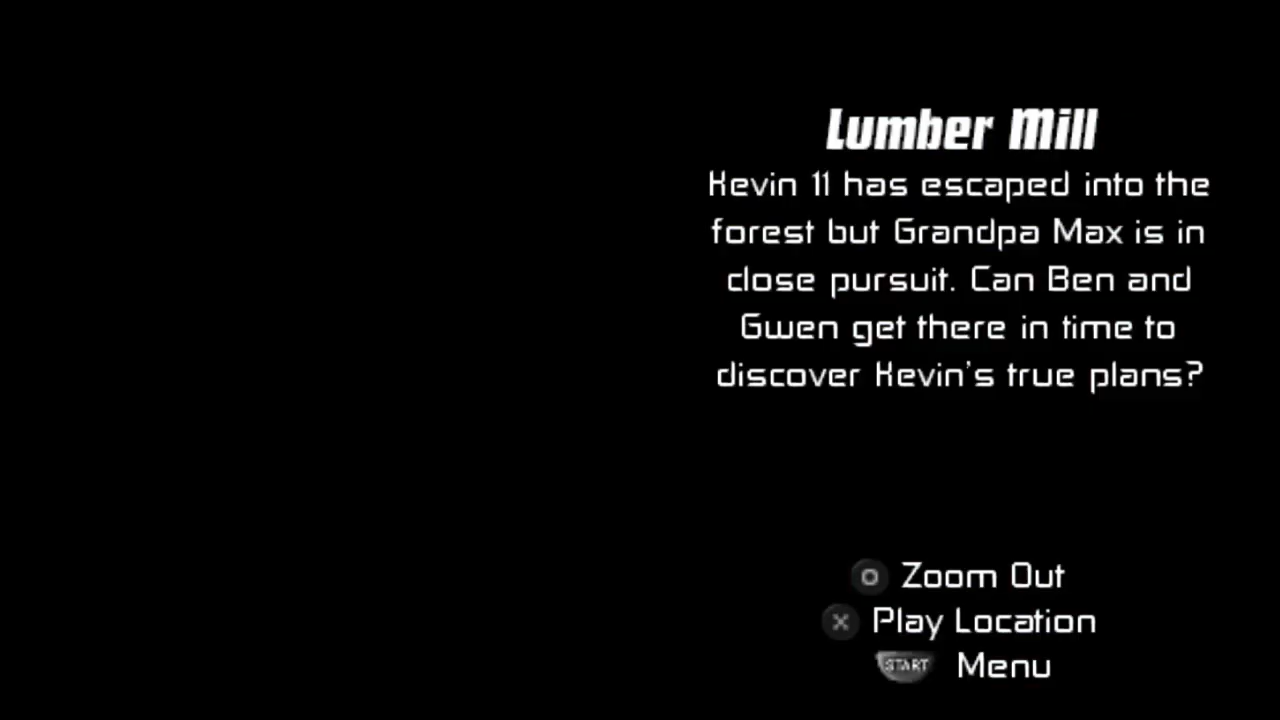 Lumber Mill
Kevin 11 has escaped into the
forest but Grandpa Max is in
close pursuit. Can Ben and
Gwen get there in time to
discover Kevin's true plans?
Zoom Out
Play Location
START Menu